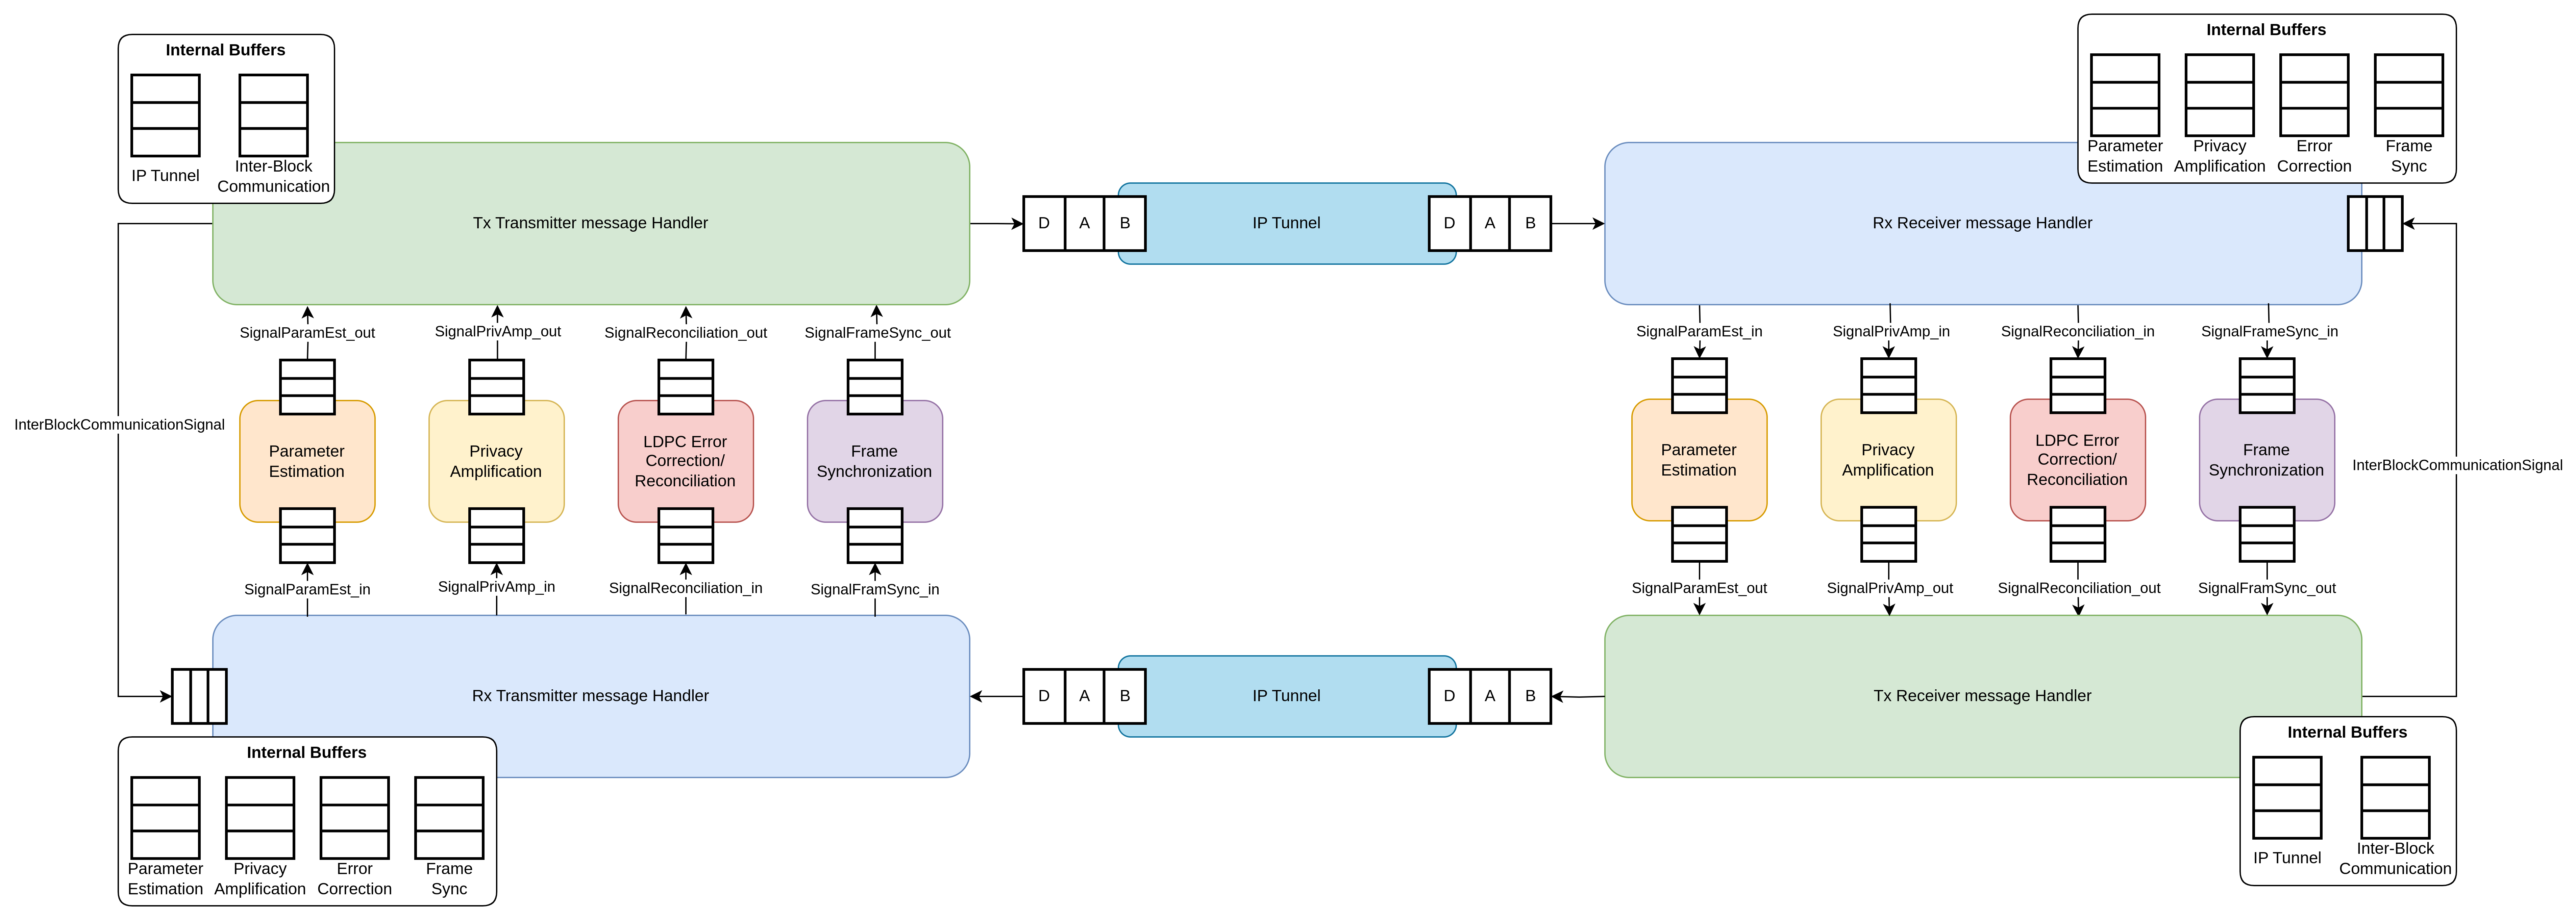 Internal Buffers
IP Tunnel
Inter-Block
Communication
Internal Buffers
Parameter
Estimation
Privacy
Amplification
Error
Correction
Frame
Sync
Tx Transmitter message Handler
D A B
IP Tunnel
D A B
Rx Receiver message Handler
SignalParamEst_out
SignalPrivAmp_out
SignalReconciliation_out
SignalFrameSync_out
SignalParamEst_in
SignalPrivAmp_in
SignalReconciliation_in
SignalFrameSync_in
InterBlockCommunicationSignal
Parameter
Estimation
Privacy
Amplification
LDPC Error
Correction/
Reconciliation
Frame
Synchronization
Parameter
Estimation
Privacy
Amplification
LDPC Error
Correction/
Reconciliation
Frame
Synchronization
InterBlockCommunicationSignal
SignalParamEst_in
SignalPrivAmp_in
SignalReconciliation_in
SignalFramSync_in
SignalParamEst_out
SignalPrivAmp_out
SignalReconciliation_out
SignalFramSync_out
Rx Transmitter message Handler
D A B
IP Tunnel
D A B
Tx Receiver message Handler
Internal Buffers
Parameter
Estimation
Privacy
Amplification
Error
Correction
Frame
Sync
Internal Buffers
IP Tunnel
Inter-Block
Communication